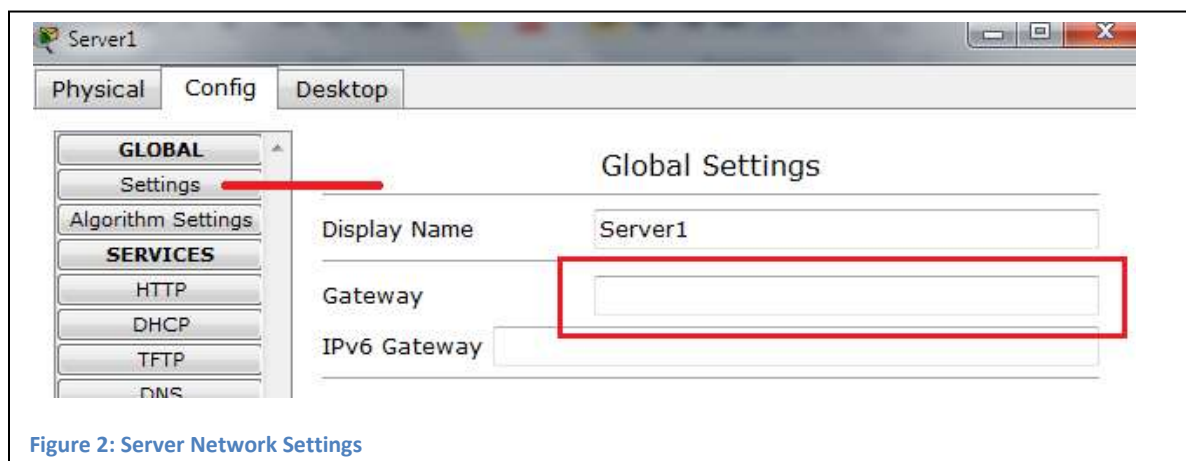 Server1
Physical Config Desktop
GLOBAL
Settings
Algorithm Settings
SERVICES
HTTP
DHCP
TFTP
DNS
Global Settings
Display Name Server1
Gateway
IPv6 Gateway
Figure 2: Server Network Settings